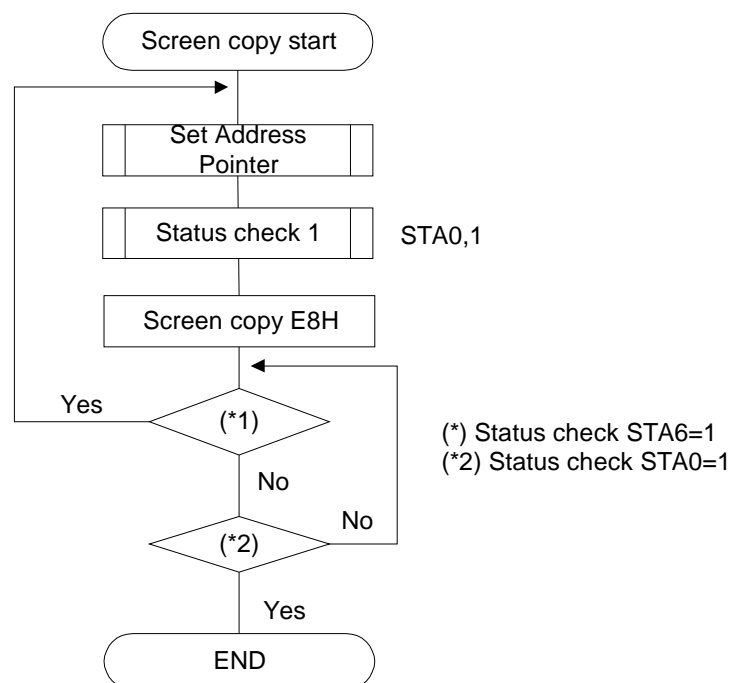 Screen copy start
Set Address
Pointer
Status check 1
STA0,1
Screen copy E8H
Yes
(*1)
(*) Status check STA6=1
(*2) Status check STA0=1
No
No
(*2)
Yes
END